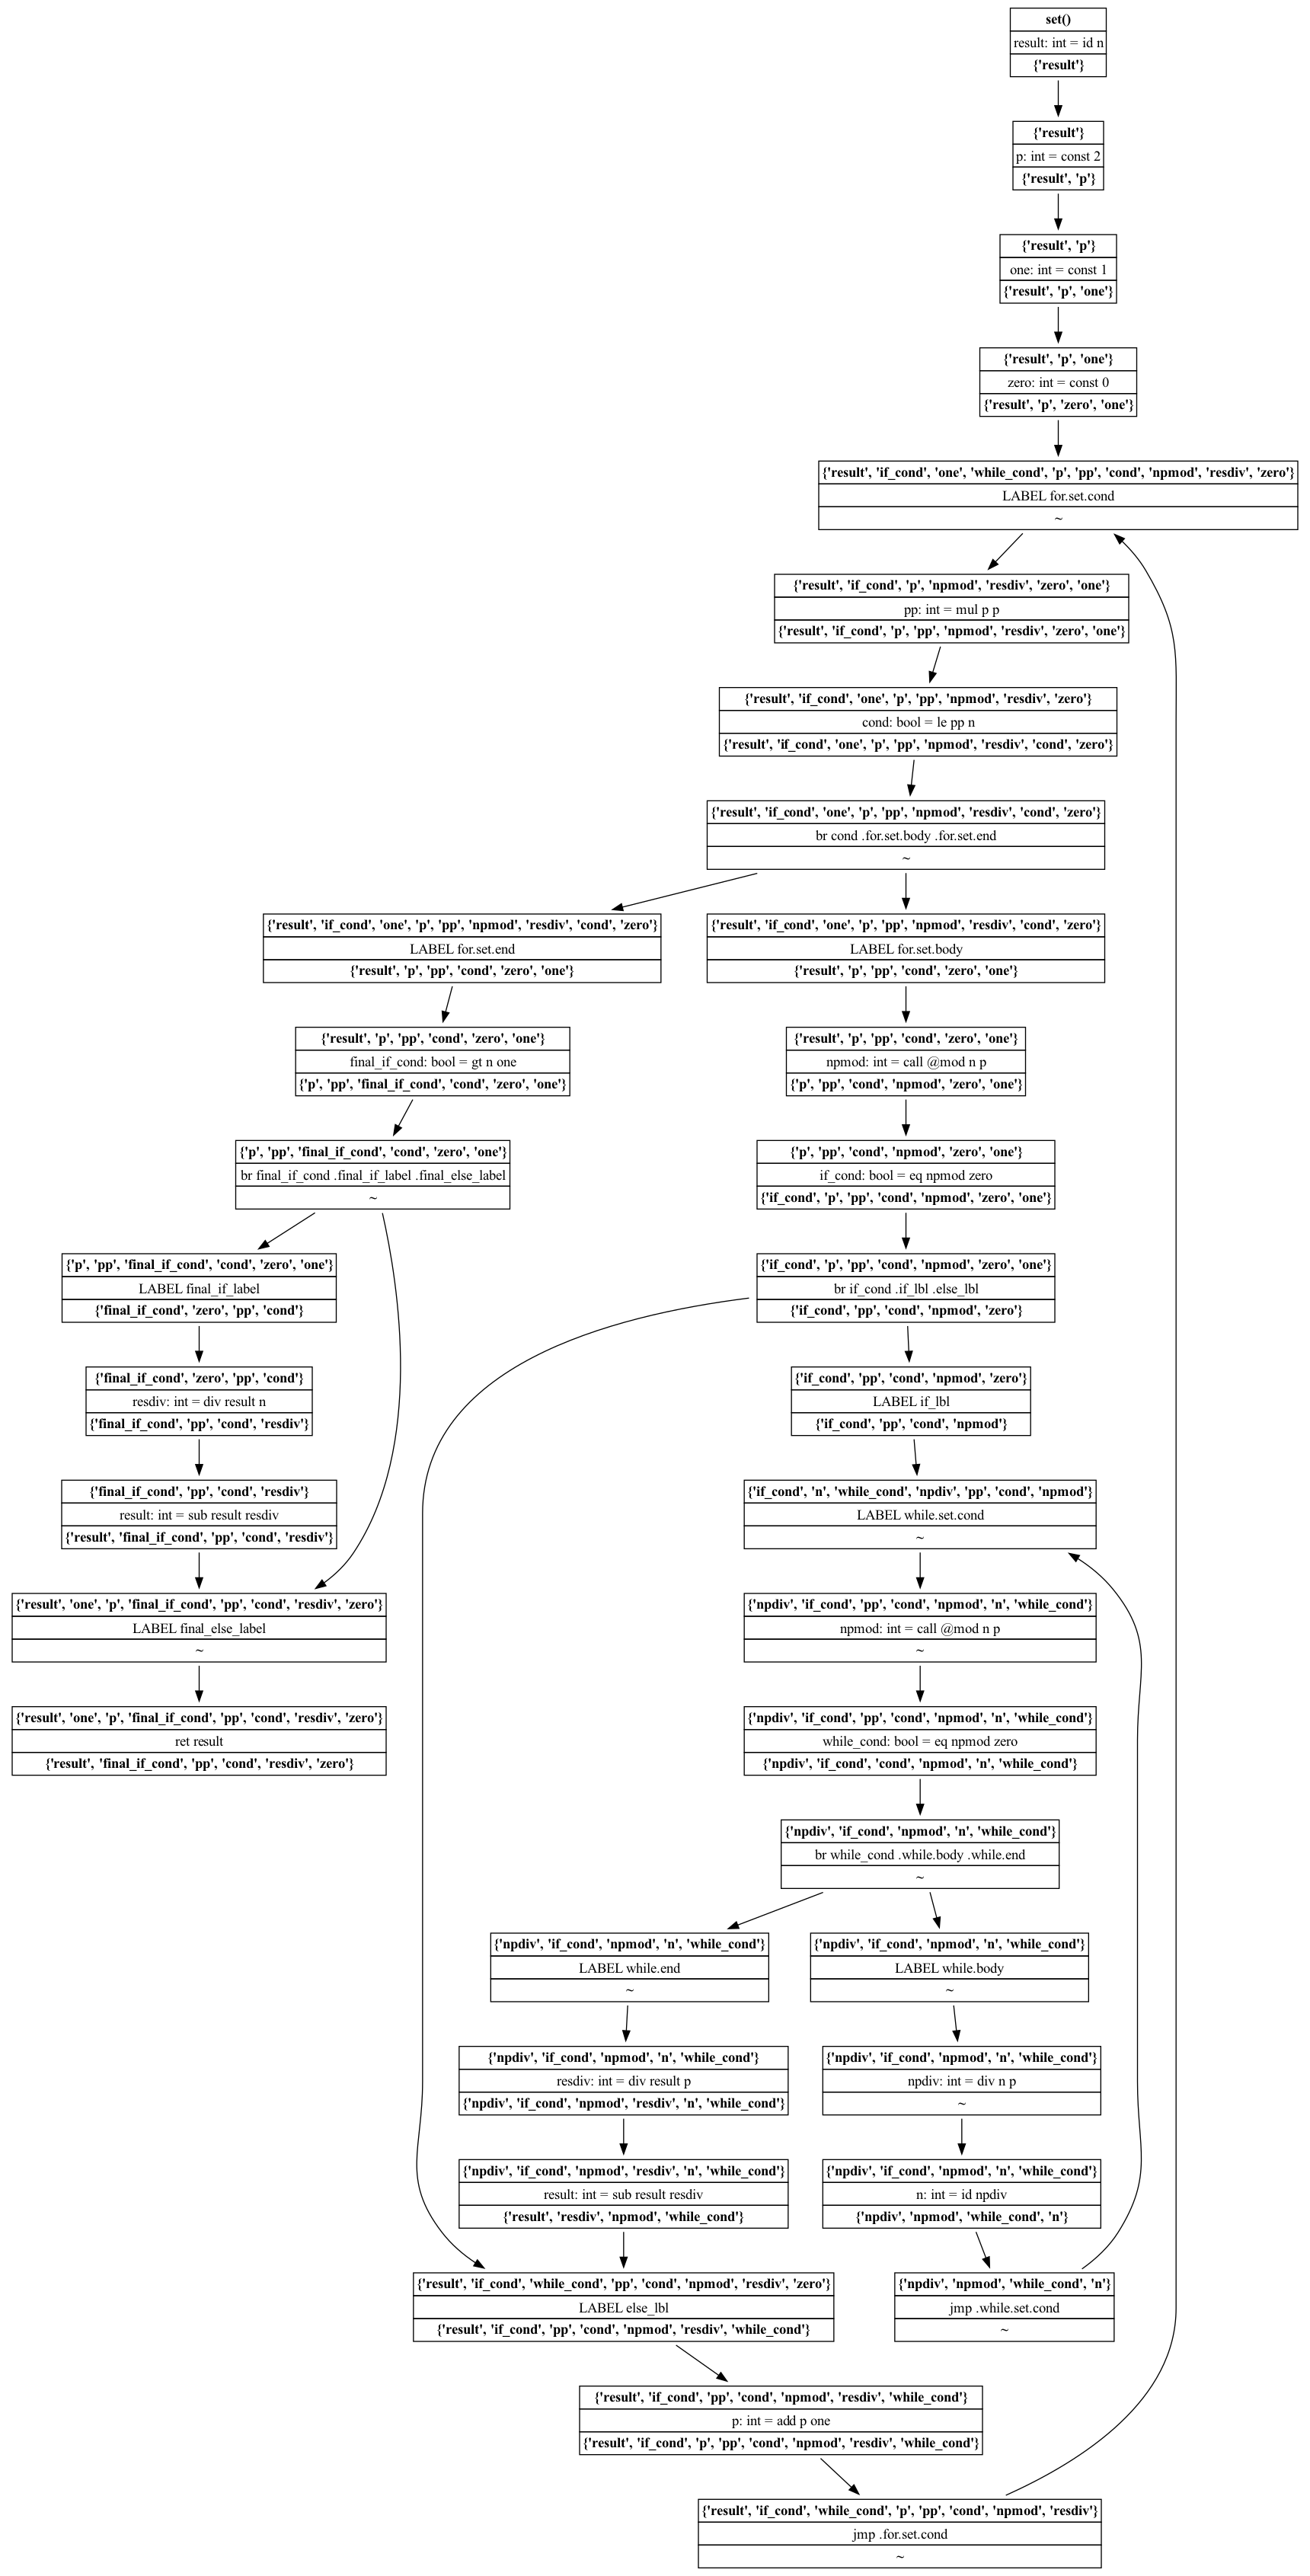 set()
result: int = id n
{'result'}
{'result'}
p: int = const 2
{'result', 'p'}
{'result', 'p'}
one: int = const 1
{'result', 'p', 'one'}
{'result', 'p', 'one'}
zero: int = const 0
{'result', 'p', 'zero', 'one'}
{'result', 'if_cond', 'one', 'while_cond', 'p', 'pp', 'cond', 'npmod', 'resdiv', 'zero'}
LABEL for.set.cond
~
{'result', 'if_cond', 'p', 'npmod', 'resdiv', 'zero', 'one'}
pp: int = mul p p
{'result', 'if_cond', 'p', 'pp', 'npmod', 'resdiv', 'zero', 'one'}
{'result', 'if_cond', 'one', 'p', 'pp', 'npmod', 'resdiv', 'zero'}
cond: bool = le pp n
{'result', 'if_cond', 'one', 'p', 'pp', 'npmod', 'resdiv', 'cond', 'zero'}
{'result', 'if_cond', 'one', 'p', 'pp', 'npmod', 'resdiv', 'cond', 'zero'}
br cond .for.set.body .for.set.end
~
{'result', 'if_cond', 'one', 'p', 'pp', 'npmod', 'resdiv', 'cond', 'zero'}
LABEL for.set.end
{'result', 'p', 'pp', 'cond', 'zero', 'one'}
{'result', 'if_cond', 'one', 'p', 'pp', 'npmod', 'resdiv', 'cond', 'zero'}
LABEL for.set.body
{'result', 'p', 'pp', 'cond', 'zero', 'one'}
{'result', 'p', 'pp', 'cond', 'zero', 'one'}
final_if_cond: bool = gt n one
{'p', 'pp', 'final_if_cond', 'cond', 'zero', 'one'}
{'result', 'p', 'pp', 'cond', 'zero', 'one'}
npmod: int = call @mod n p
{'p', 'pp', 'cond', 'npmod', 'zero', 'one'}
{'p', 'pp', 'final_if_cond', 'cond', 'zero', 'one'}
br final_if_cond .final_if_label .final_else_label
~
{'p', 'pp', 'cond', 'npmod', 'zero', 'one'}
if_cond: bool = eq npmod zero
{'if_cond', 'p', 'pp', 'cond', 'npmod', 'zero', 'one'}
{'p', 'pp', 'final_if_cond', 'cond', 'zero', 'one'}
LABEL final_if_label
{'final_if_cond', 'zero', 'pp', 'cond'}
{'if_cond', 'p', 'pp', 'cond', 'npmod', 'zero', 'one'}
br if_cond .if_lbl .else_lbl
{'if_cond', 'pp', 'cond', 'npmod', 'zero'}
{'final_if_cond', 'zero', 'pp', 'cond'}
resdiv: int = div result n
{'final_if_cond', 'pp', 'cond', 'resdiv'}
{'if_cond', 'pp', 'cond', 'npmod', 'zero'}
LABEL if_lbl
{'if_cond', 'pp', 'cond', 'npmod'}
{'final_if_cond', 'pp', 'cond', 'resdiv'}
result: int = sub result resdiv
{'result', 'final_if_cond', 'pp', 'cond', 'resdiv'}
{'if_cond', 'n', 'while_cond', 'npdiv', 'pp', 'cond', 'npmod'}
LABEL while.set.cond
~
{'result', 'one', 'p', 'final_if_cond', 'pp', 'cond', 'resdiv', 'zero'}
LABEL final_else_label
~
{'npdiv', 'if_cond', 'pp', 'cond', 'npmod', 'n', 'while_cond'}
npmod: int = call @mod n p
~
{'result', 'one', 'p', 'final_if_cond', 'pp', 'cond', 'resdiv', 'zero'}
ret result
{'result', 'final_if_cond', 'pp', 'cond', 'resdiv', 'zero'}
{'npdiv', 'if_cond', 'pp', 'cond', 'npmod', 'n', 'while_cond'}
while_cond: bool = eq npmod zero
{'npdiv', 'if_cond', 'cond', 'npmod', 'n', 'while_cond'}
{'npdiv', 'if_cond', 'npmod', 'n', 'while_cond'}
br while_cond .while.body .while.end
~
{'npdiv', 'if_cond', 'npmod', 'n', 'while_cond'}
LABEL while.end
~
{'npdiv', 'if_cond', 'npmod', 'n', 'while_cond'}
LABEL while.body
~
{'npdiv', 'if_cond', 'npmod', 'n', 'while_cond'}
resdiv: int = div result p
{'npdiv', 'if_cond', 'npmod', 'resdiv', 'n', 'while_cond'}
{'npdiv', 'if_cond', 'npmod', 'n', 'while_cond'}
npdiv: int = div n p
~
{'npdiv', 'if_cond', 'npmod', 'resdiv', 'n', 'while_cond'}
result: int = sub result resdiv
{'result', 'resdiv', 'npmod', 'while_cond'}
{'npdiv', 'if_cond', 'npmod', 'n', 'while_cond'}
n: int = id npdiv
{'npdiv', 'npmod', 'while_cond', 'n'}
{'result', 'if_cond', 'while_cond', 'pp', 'cond', 'npmod', 'resdiv', 'zero'}
LABEL else_lbl
{'result', 'if_cond', 'pp', 'cond', 'npmod', 'resdiv', 'while_cond'}
{'npdiv', 'npmod', 'while_cond', 'n'}
jmp .while.set.cond
~
{'result', 'if_cond', 'pp', 'cond', 'npmod', 'resdiv', 'while_cond'}
p: int = add p one
{'result', 'if_cond', 'p', 'pp', 'cond', 'npmod', 'resdiv', 'while_cond'}
{'result', 'if_cond', 'while_cond', 'p', 'pp', 'cond', 'npmod', 'resdiv'}
jmp .for.set.cond
~